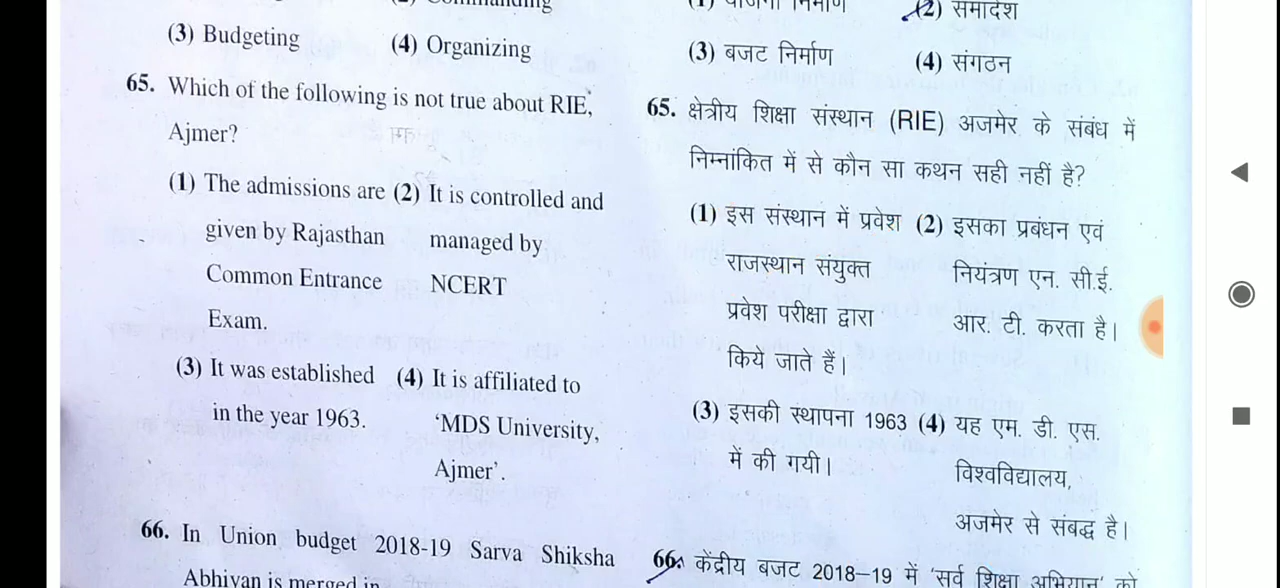 (3) Budgeting
(4) Organizing
65. Which of the following is not true about RIE,
Ajmer?
(1) The admissions are (2) It is controlled and
given by Rajasthan managed by
Common Entrance NCERT
Exam.
(3) It was established (4) It is affiliated to
in the year 1963. ‘MDS University,
Ajmer’.
66. In Union budget 2018-19 Sarva Shiksha
Abhiyan is merged in
(2) समादेश
(3) बजट निर्माण (4) संगठन
65. क्षेत्रीय शिक्षा संस्थान (RIE) अजमेर के संबंध में
निम्नांकित में से कौन सा कथन सही नहीं है?
(1) इस संस्थान में प्रवेश (2) इसका प्रबंधन एवं
राजस्थान संयुक्त नियंत्रण एन. सी.ई.
प्रवेश परीक्षा द्वारा आर. टी. करता है।
किये जाते हैं।
(3) इसकी स्थापना 1963 (4) यह एम. डी. एस.
में की गयी। विश्वविद्यालय,
अजमेर से संबद्ध है।
66. केंद्रीय बजट 2018–19 में 'सर्व शिक्षा अभियान' को